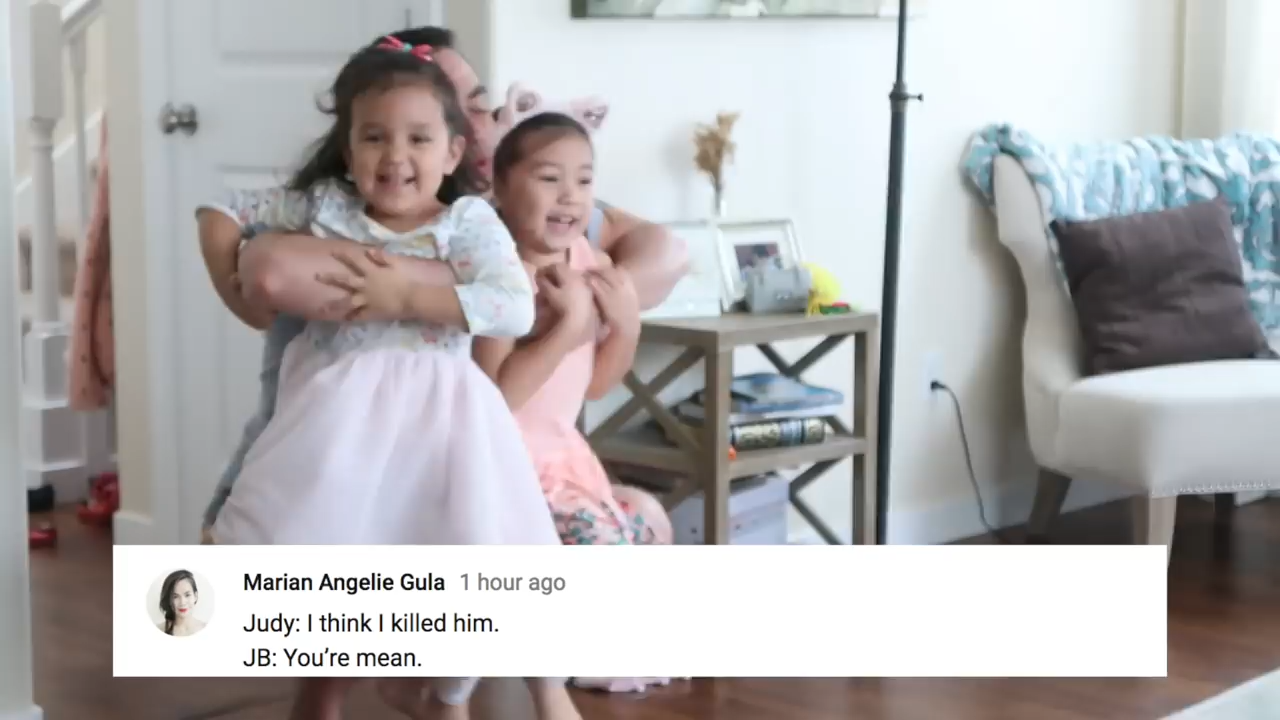 Marian Angelie Gula 1 hour ago
Judy: I think I killed him.
JB: You’re mean.